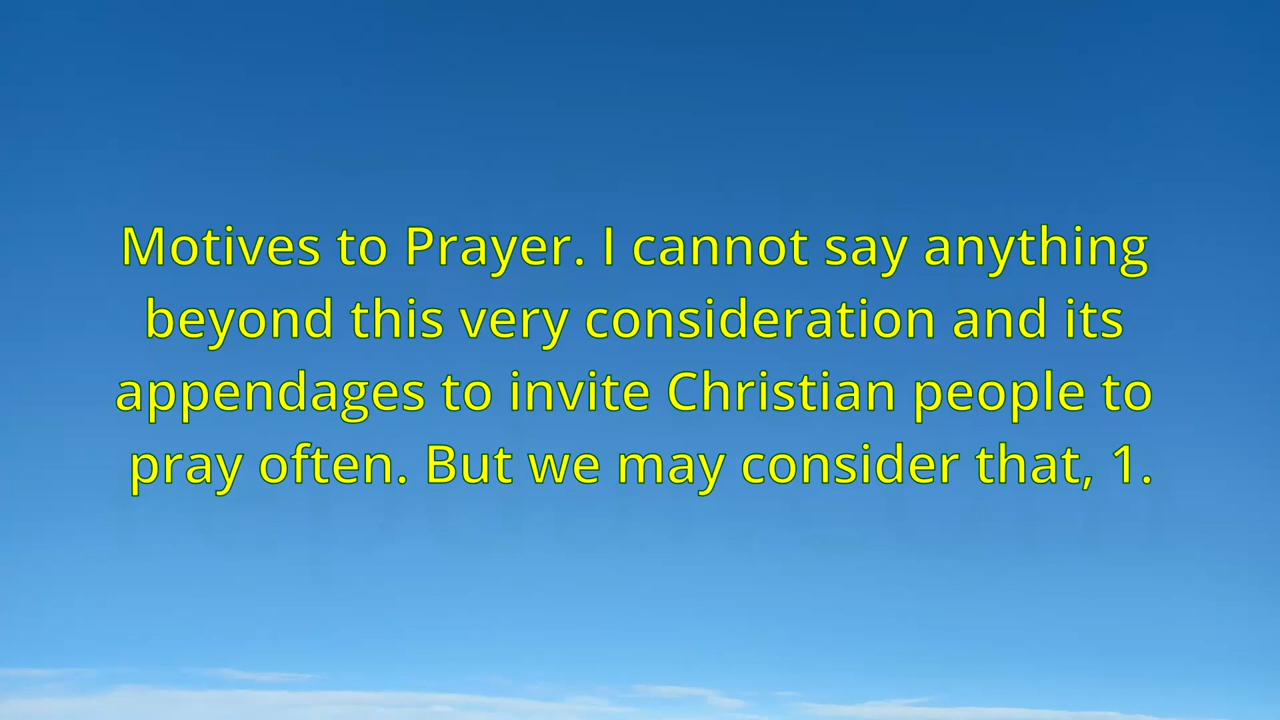 Motives to Prayer. I cannot say anything
beyond this very consideration and its
appendages to invite Christian people to
pray often. But we may consider that, 1.